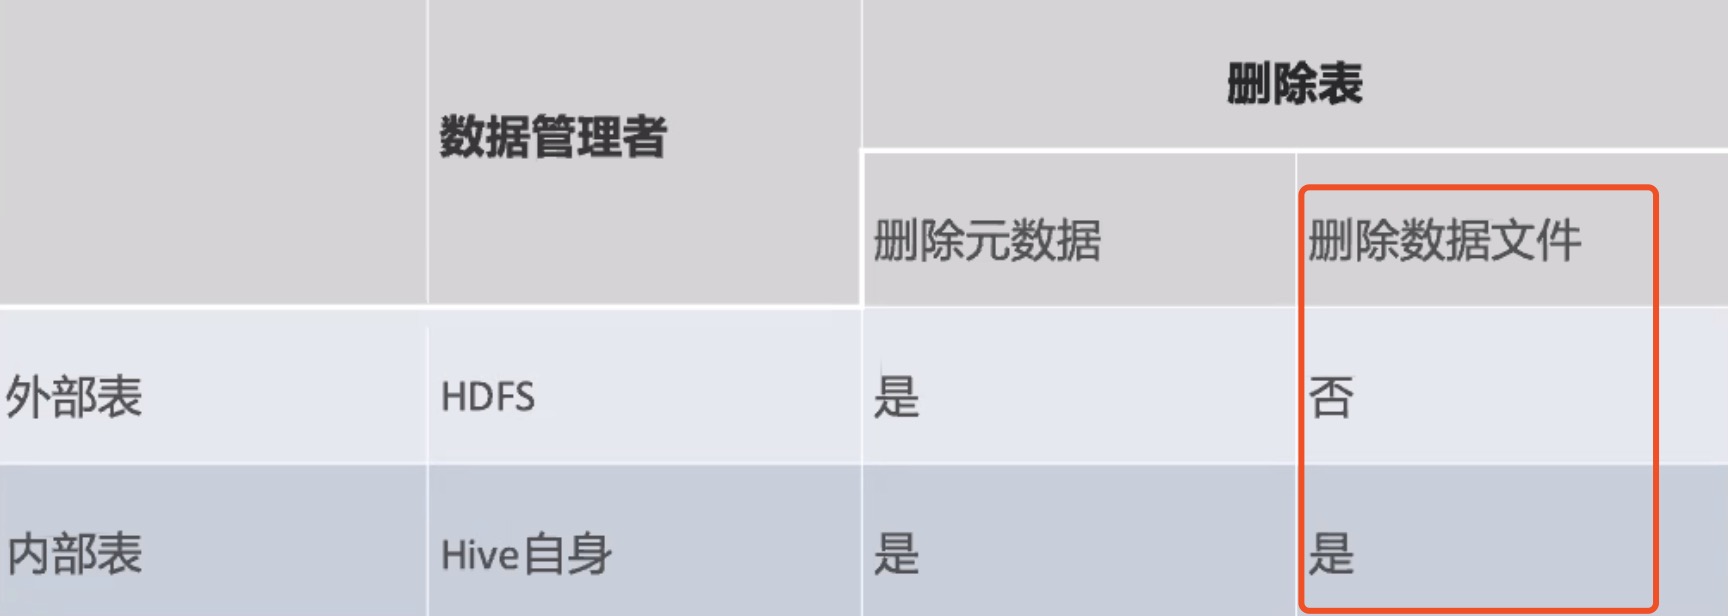 删除表
数据管理者
删除元数据 删除数据文件
外部表 HDFS 是 否
内部表 Hive自身 是 是